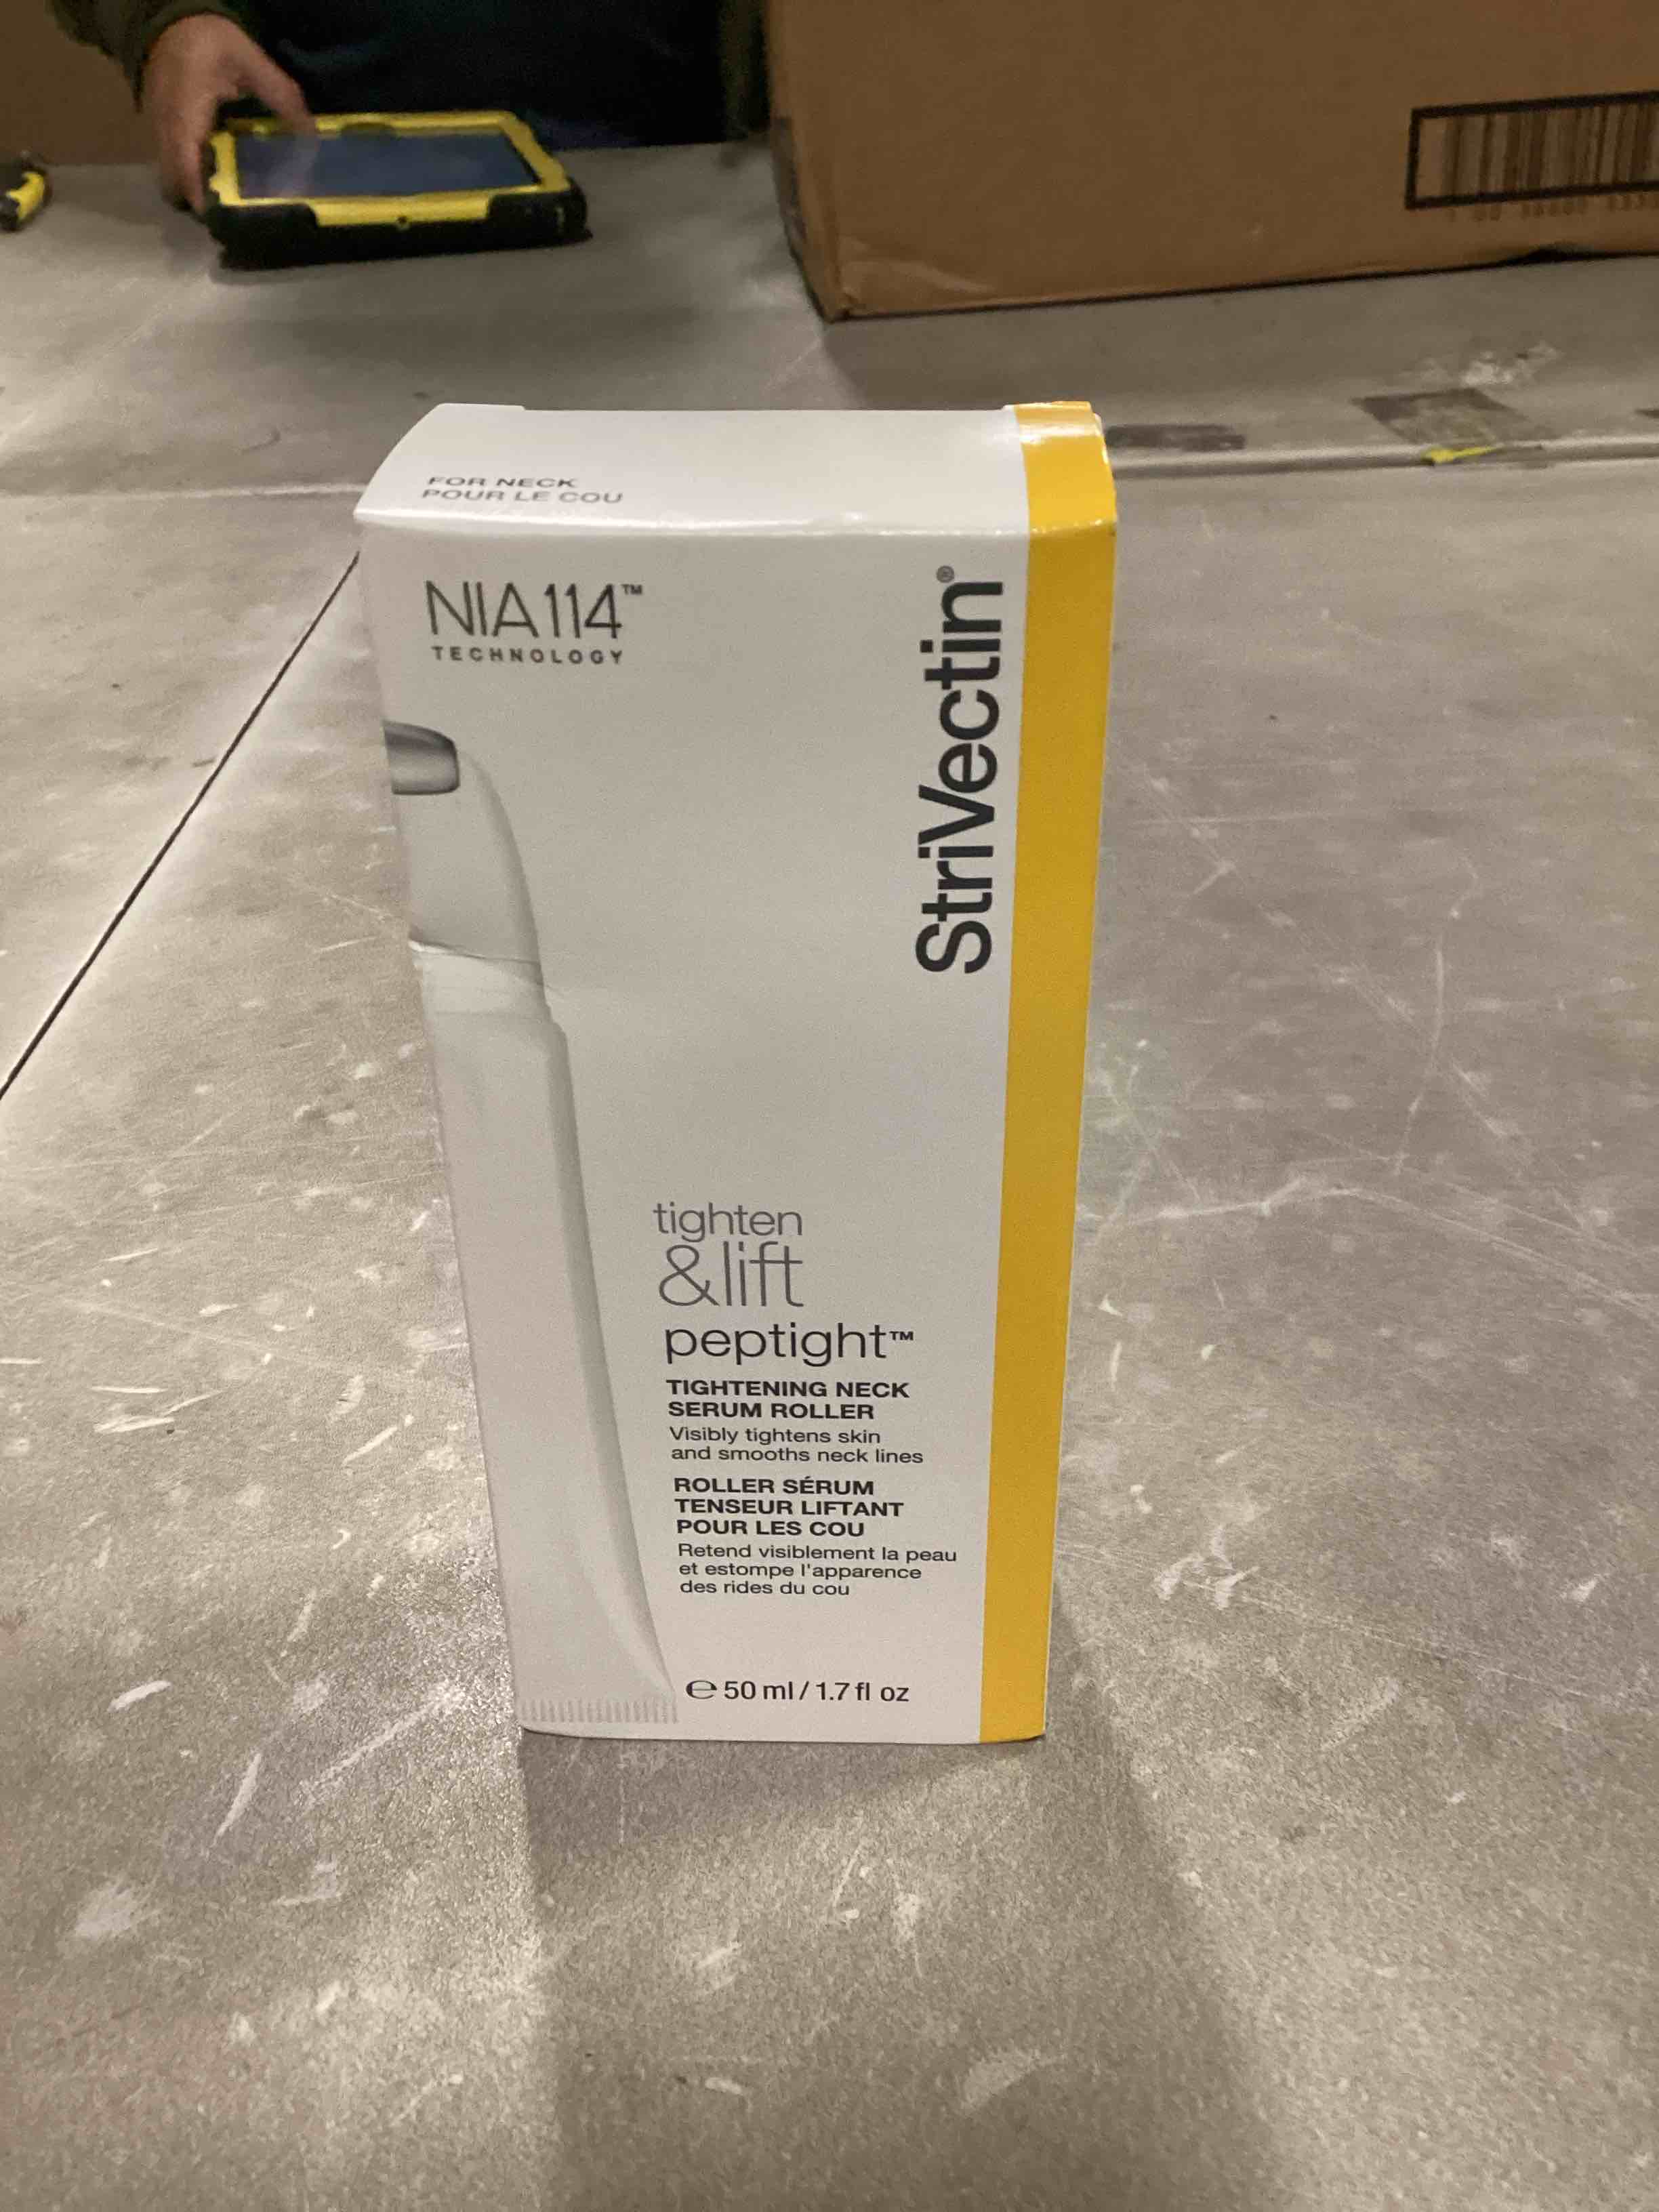 FOR NECK
POUR LE COU
NIA114™
TECHNOLOGY
StriVectin®
tighten
&lift
peptight™
TIGHTENING NECK
SERUM ROLLER
Visibly tightens skin
and smooths neck lines
ROLLER SÉRUM
TENSEUR LIFTANT
POUR LES COU
Retend visiblement la peau
et estompe l'apparence
des rides du cou
℮ 50 ml / 1.7 fl oz